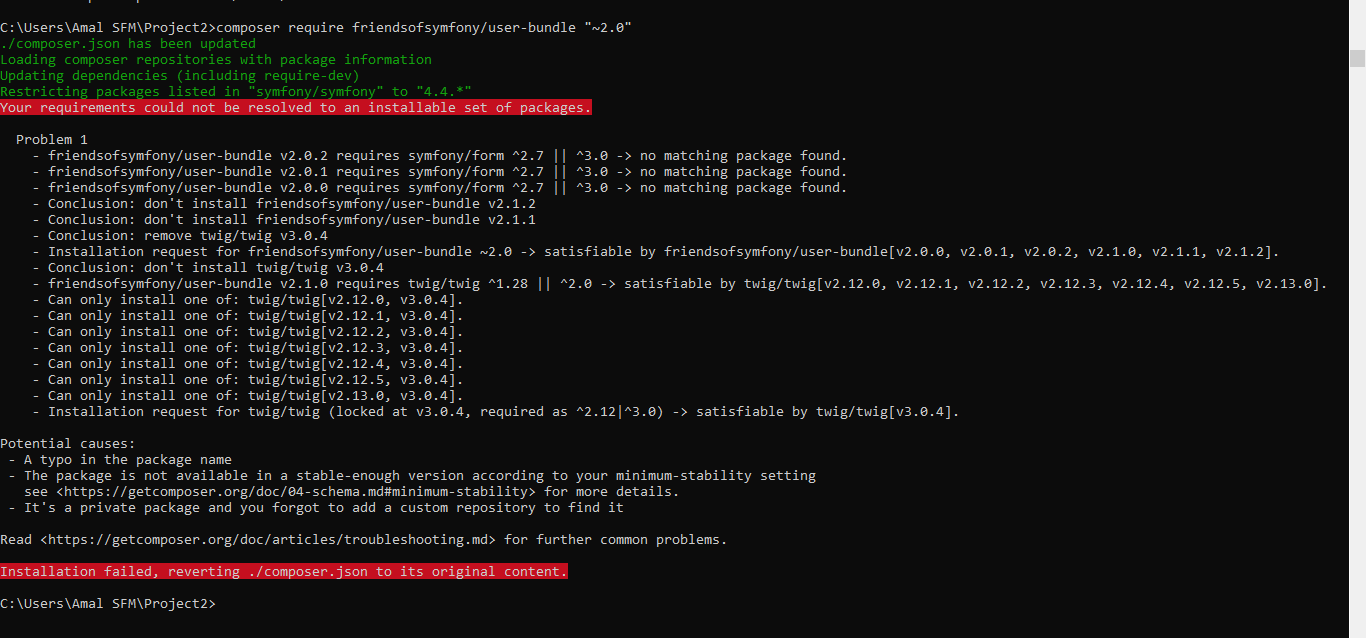 C:\Users\Amal SFM\Project2>composer require friendsofsymfony/user-bundle "~2.0"
./composer.json has been updated
Loading composer repositories with package information
Updating dependencies (including require-dev)
Restricting packages listed in "symfony/symfony" to "4.4.*"
Your requirements could not be resolved to an installable set of packages.
Problem 1
- friendsofsymfony/user-bundle v2.0.2 requires symfony/form ^2.7 || ^3.0 -> no matching package found.
- friendsofsymfony/user-bundle v2.0.1 requires symfony/form ^2.7 || ^3.0 -> no matching package found.
- friendsofsymfony/user-bundle v2.0.0 requires symfony/form ^2.7 || ^3.0 -> no matching package found.
- Conclusion: don't install friendsofsymfony/user-bundle v2.1.2
- Conclusion: don't install friendsofsymfony/user-bundle v2.1.1
- Conclusion: remove twig/twig v3.0.4
- Installation request for friendsofsymfony/user-bundle ~2.0 -> satisfiable by friendsofsymfony/user-bundle[v2.0.0, v2.0.1, v2.0.2, v2.1.0, v2.1.1, v2.1.2].
- Conclusion: don't install twig/twig v3.0.4
- friendsofsymfony/user-bundle v2.1.0 requires twig/twig ^1.28 || ^2.0 -> satisfiable by twig/twig[v2.12.0, v2.12.1, v2.12.2, v2.12.3, v2.12.4, v2.12.5, v2.13.0].
- Can only install one of: twig/twig[v2.12.0, v3.0.4].
- Can only install one of: twig/twig[v2.12.1, v3.0.4].
- Can only install one of: twig/twig[v2.12.2, v3.0.4].
- Can only install one of: twig/twig[v2.12.3, v3.0.4].
- Can only install one of: twig/twig[v2.12.4, v3.0.4].
- Can only install one of: twig/twig[v2.12.5, v3.0.4].
- Can only install one of: twig/twig[v2.13.0, v3.0.4].
- Installation request for twig/twig (locked at v3.0.4, required as ^2.12|^3.0) -> satisfiable by twig/twig[v3.0.4].
Potential causes:
- A typo in the package name
- The package is not available in a stable-enough version according to your minimum-stability setting
see <https://getcomposer.org/doc/04-schema.md#minimum-stability> for more details.
- It's a private package and you forgot to add a custom repository to find it
Read <https://getcomposer.org/doc/articles/troubleshooting.md> for further common problems.
Installation failed, reverting ./composer.json to its original content.
C:\Users\Amal SFM\Project2>